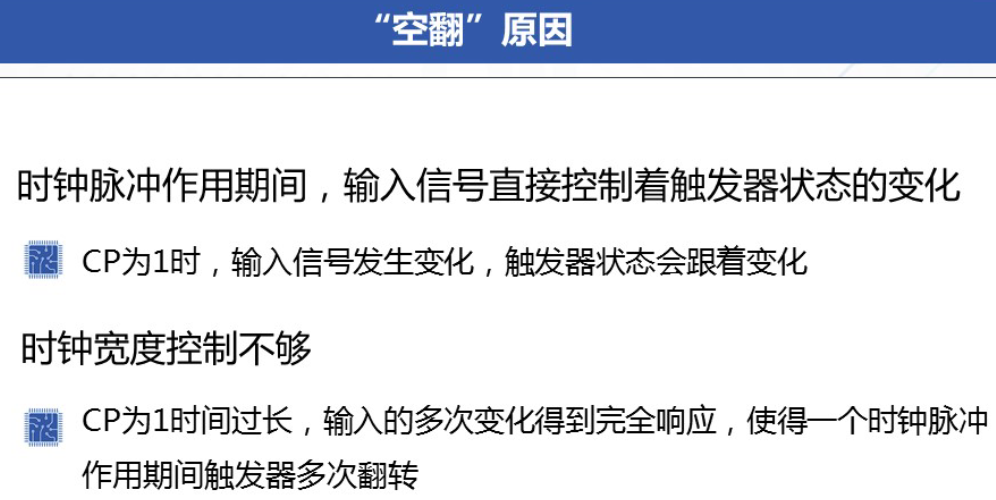 “空翻”原因
时钟脉冲作用期间，输入信号直接控制着触发器状态的变化
CP为1时，输入信号发生变化，触发器状态会跟着变化
时钟宽度控制不够
CP为1时间过长，输入的多次变化得到完全响应，使得一个时钟脉冲
作用期间触发器多次翻转